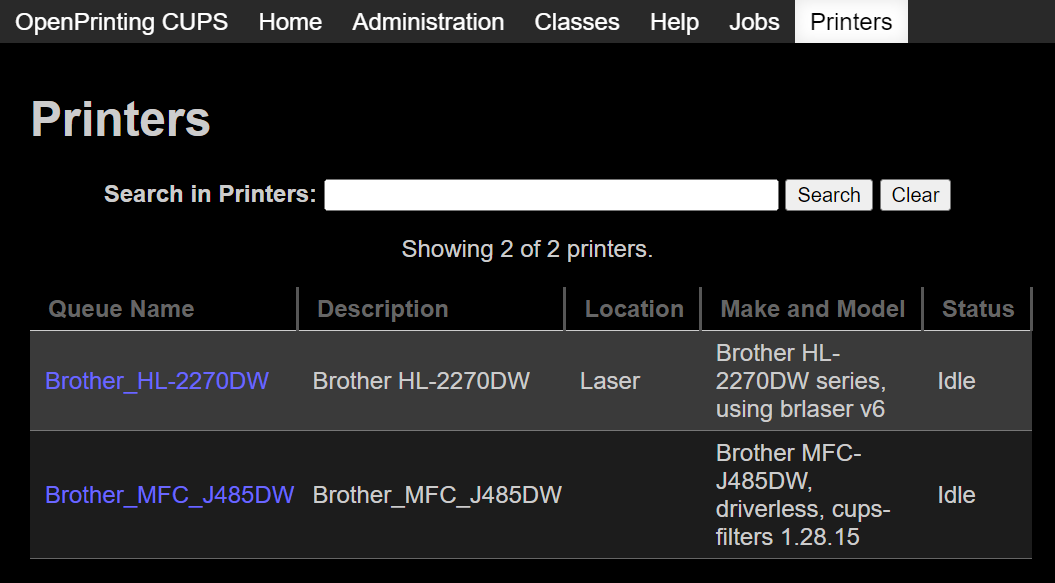 OpenPrinting CUPS Home Administration Classes Help Jobs Printers
Printers
Search in Printers: Search Clear
Showing 2 of 2 printers.
Queue Name Description Location Make and Model Status
Brother_HL-2270DW Brother HL-2270DW Laser Brother HL-
2270DW series,
using brlaser v6 Idle
Brother_MFC_J485DW Brother_MFC_J485DW Brother MFC-
J485DW,
driverless, cups-
filters 1.28.15 Idle